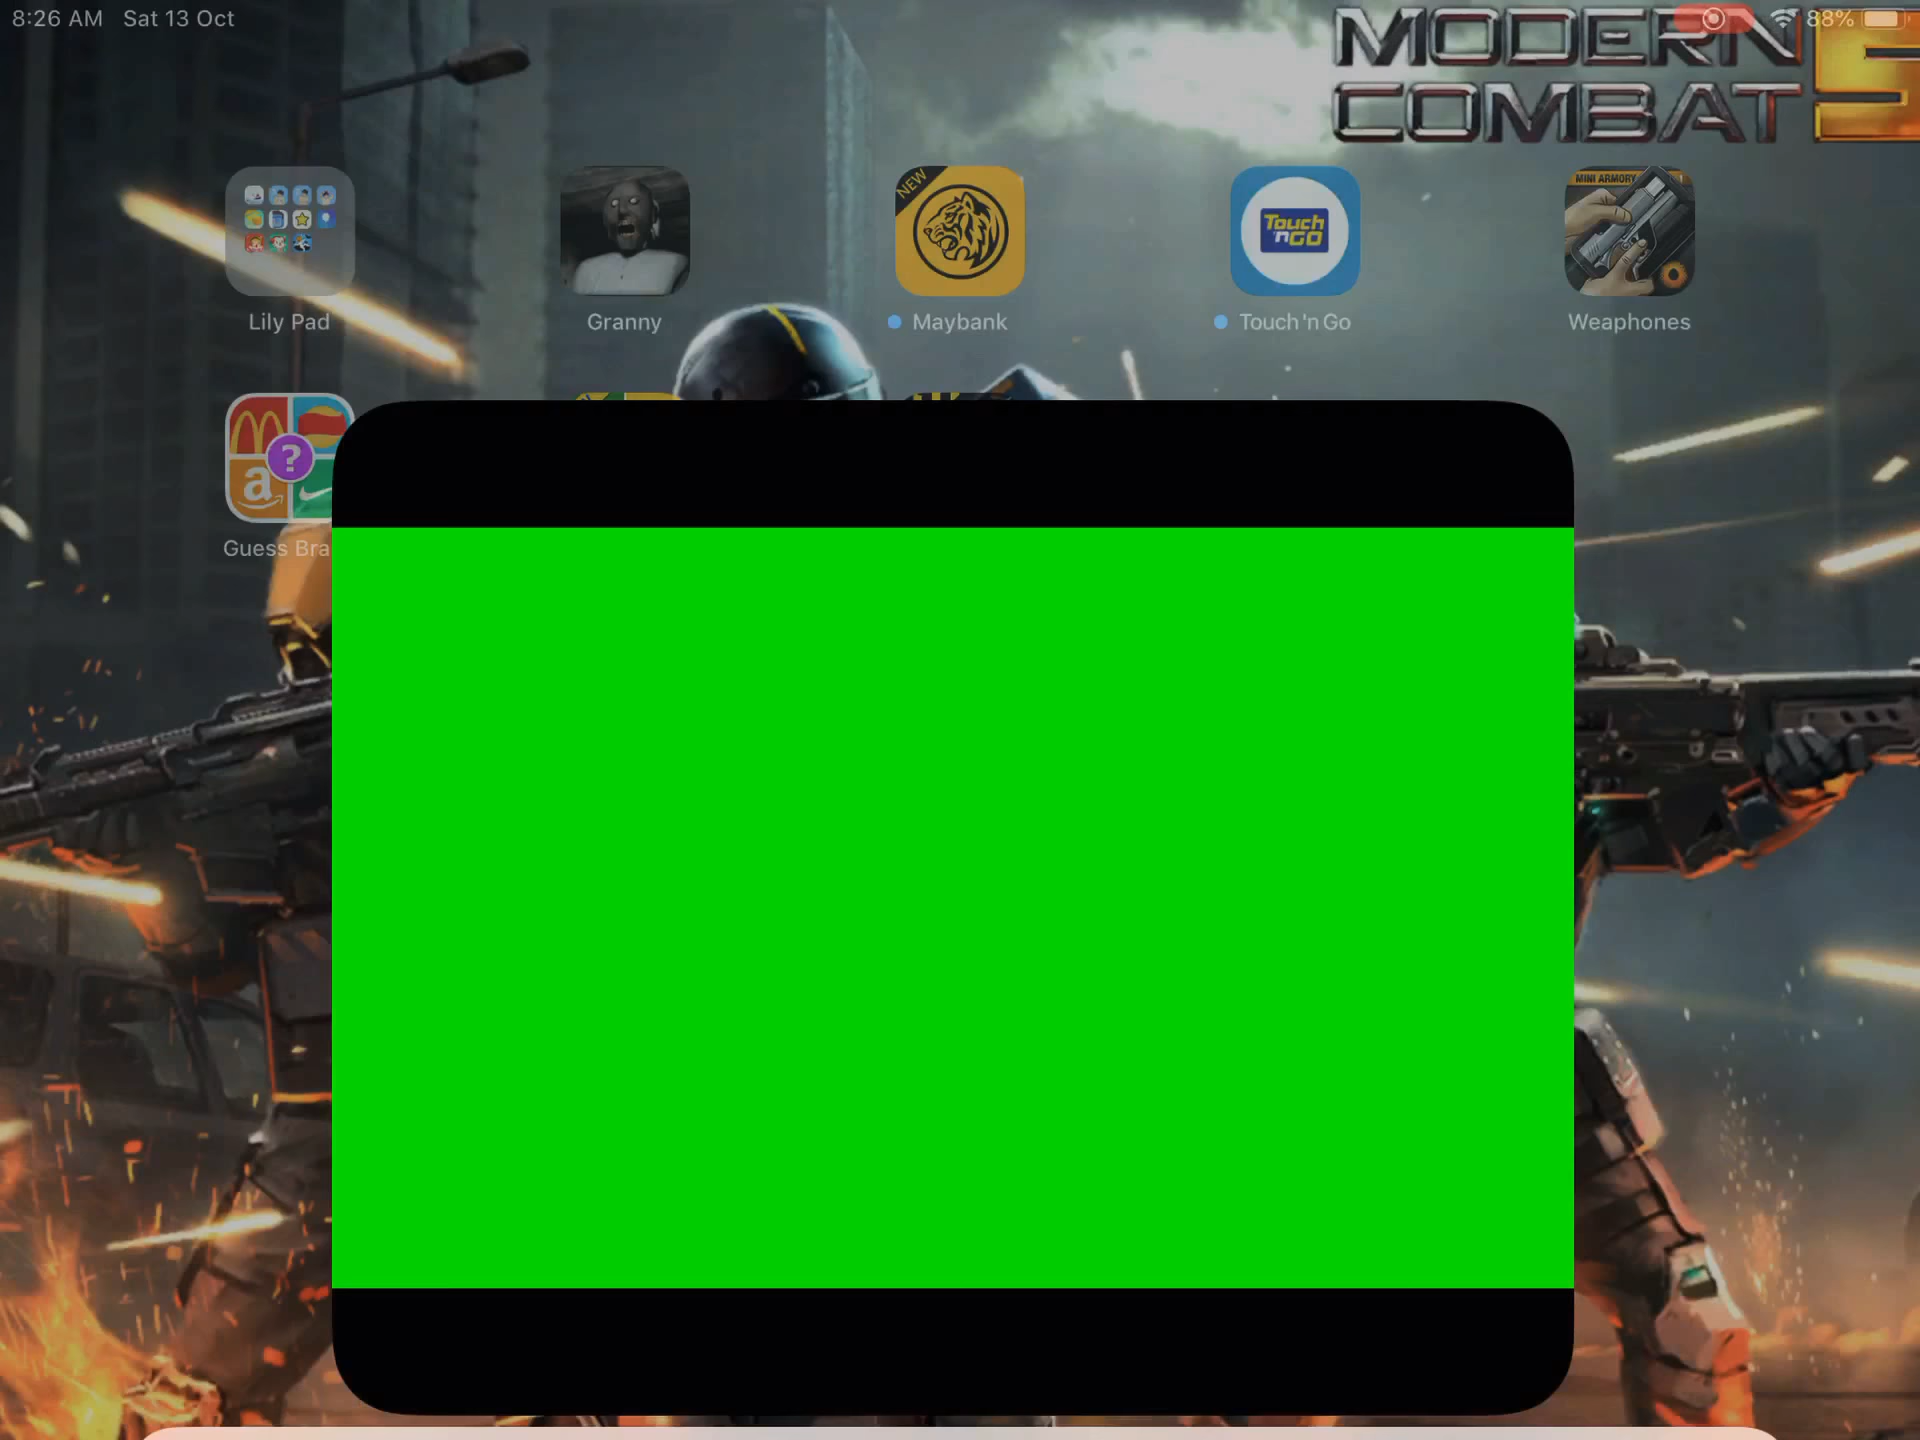 8:26 AM Sat 13 Oct
88%
MODERN
COMBAT 5
NEW
Touch
'n GO
MINI ARMORY
Lily Pad
Granny
Maybank
Touch 'n Go
Weaphones
a
?
Guess Bra